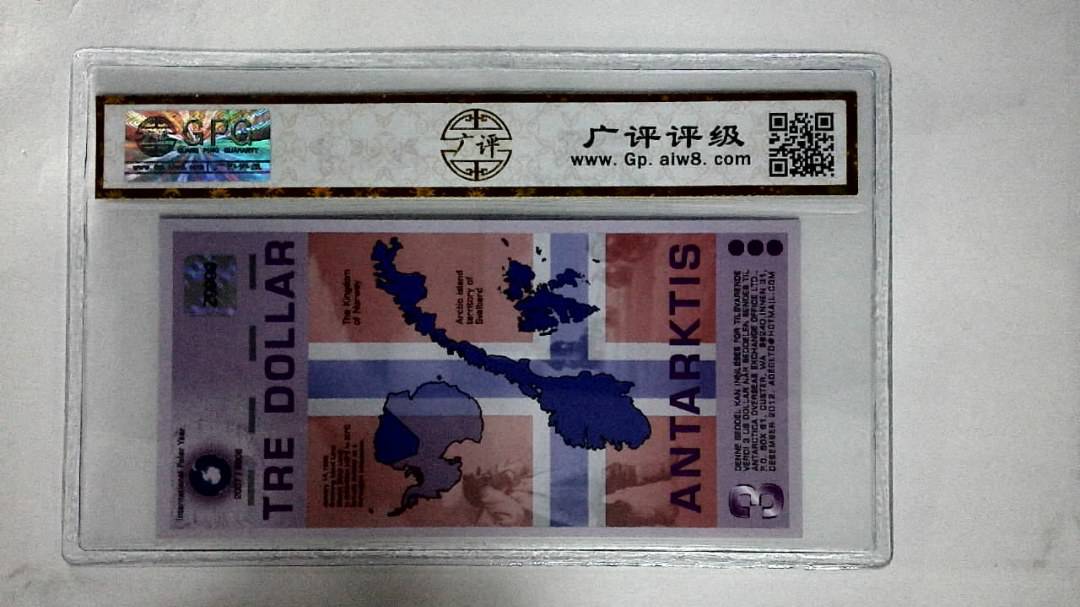 GPG
广评
广评评级
www. Gp. aiw8. com
ANTARKTIS
TRE DOLLAR
The Kingdom
of Norway
Arctic island
territory of
Svalbard
International Polar Year
3
DENNE SEDDEL KAN INNLØSES FOR TILSVARENDE
VERDI 3 US DOLLAR NÅR SEDDELEN SENDES TIL
ANTARCTICA OVERSEAS EXCHANGE OFFICE LTD.,
P.O. BOX 61, CUSTER, WA 98240 INNEN 31,
DESEMBER 2012. AOEOLTD@HOTMAIL.COM